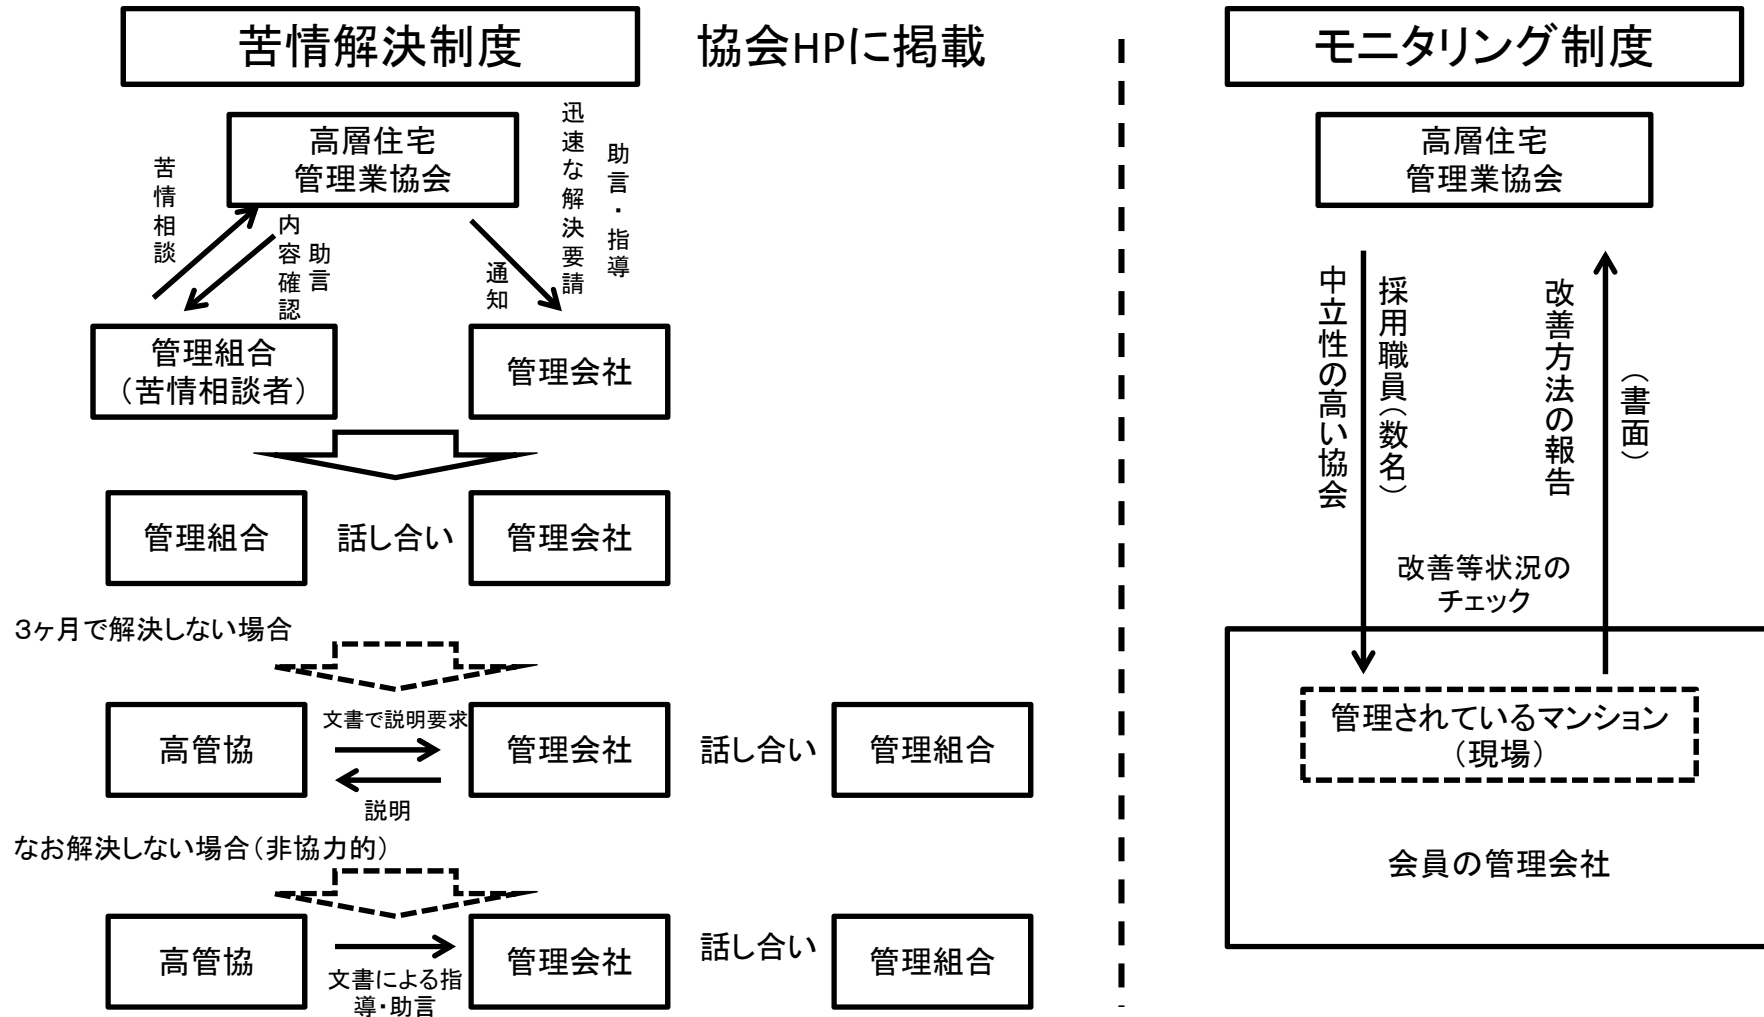 苦情解決制度
協会HPに掲載
高層住宅
管理業協会
苦情相談
内容確認
助言
通知
迅速な解決要請
助言・指導
管理組合
（苦情相談者）
管理会社
管理組合
話し合い
管理会社
３ヶ月で解決しない場合
高管協
文書で説明要求
説明
管理会社
話し合い
管理組合
なお解決しない場合（非協力的）
高管協
文書による指
導・助言
管理会社
話し合い
管理組合
モニタリング制度
高層住宅
管理業協会
中立性の高い協会
採用職員（数名）
改善方法の報告
（書面）
改善等状況の
チェック
管理されているマンション
（現場）
会員の管理会社